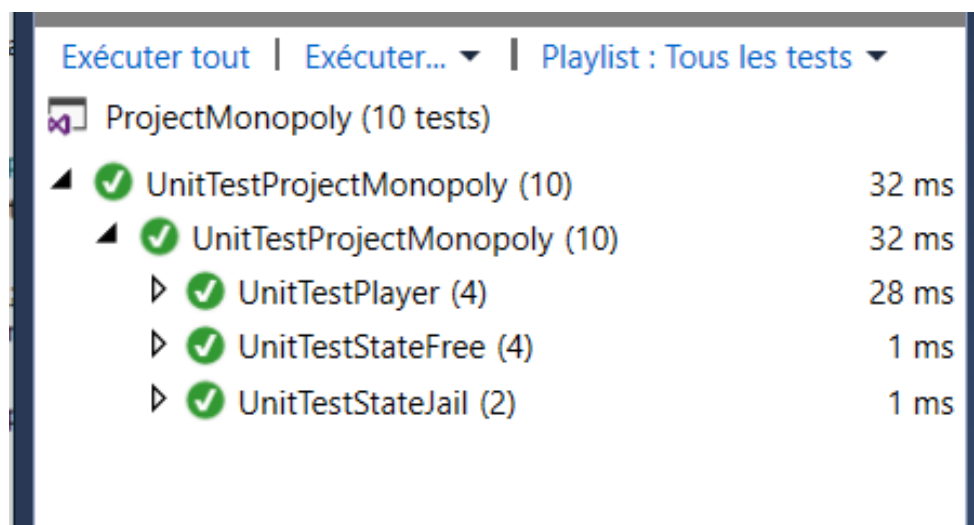 Exécuter tout | Exécuter... | Playlist : Tous les tests
ProjectMonopoly (10 tests)
UnitTestProjectMonopoly (10) 32 ms
UnitTestProjectMonopoly (10) 32 ms
UnitTestPlayer (4) 28 ms
UnitTestStateFree (4) 1 ms
UnitTestStateJail (2) 1 ms